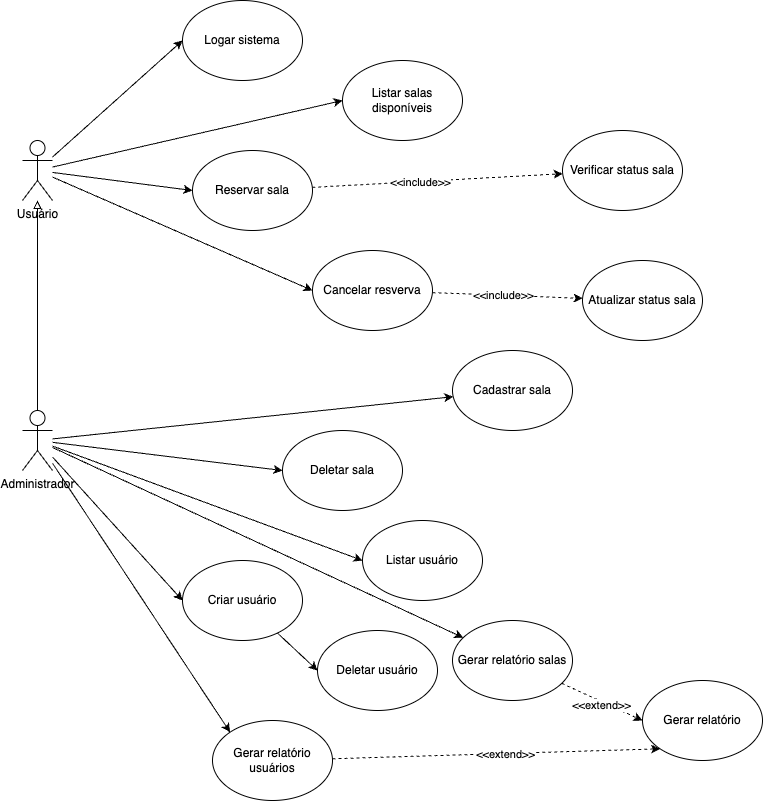 Logar sistema
Listar salas
disponíveis
Usuário
Reservar sala
<<include>>
Verificar status sala
Cancelar resverva
<<include>>
Atualizar status sala
Cadastrar sala
Administrador
Deletar sala
Listar usuário
Criar usuário
Deletar usuário
Gerar relatório salas
<<extend>>
Gerar relatório
Gerar relatório
usuários
<<extend>>